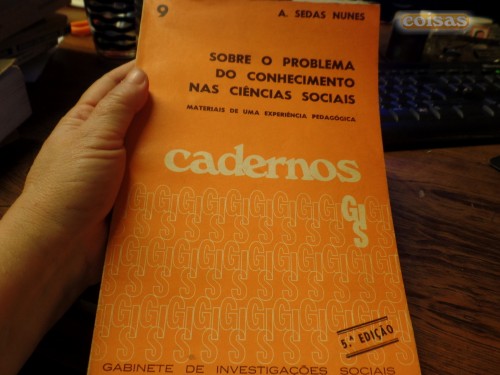 coisas
9
A. SEDAS NUNES
SOBRE O PROBLEMA
DO CONHECIMENTO
NAS CIÊNCIAS SOCIAIS
MATERIAIS DE UMA EXPERIÊNCIA PEDAGÓGICA
cadernos
GIS
5.ª EDIÇÃO
GABINETE DE INVESTIGAÇÕES SOCIAIS